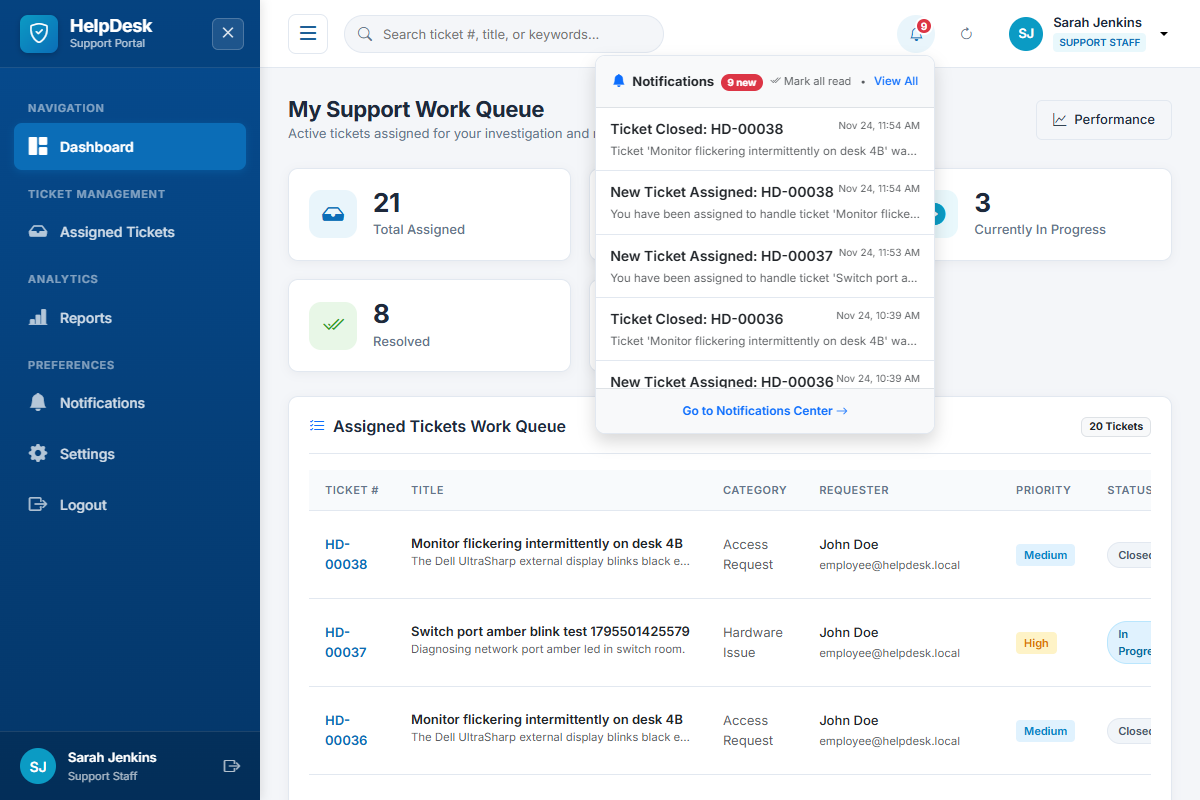 HelpDesk
Support Portal
NAVIGATION
Dashboard
TICKET MANAGEMENT
Assigned Tickets
ANALYTICS
Reports
PREFERENCES
Notifications
Settings
Logout
SJ
Sarah Jenkins
Support Staff
Search ticket #, title, or keywords...
9
SJ
Sarah Jenkins
SUPPORT STAFF
Notifications 9 new Mark all read • View All
Ticket Closed: HD-00038 Nov 24, 11:54 AM
Ticket 'Monitor flickering intermittently on desk 4B' wa...
New Ticket Assigned: HD-00038 Nov 24, 11:54 AM
You have been assigned to handle ticket 'Monitor flicke...
New Ticket Assigned: HD-00037 Nov 24, 11:53 AM
You have been assigned to handle ticket 'Switch port a...
Ticket Closed: HD-00036 Nov 24, 10:39 AM
Ticket 'Monitor flickering intermittently on desk 4B' wa...
New Ticket Assigned: HD-00036 Nov 24, 10:39 AM
Go to Notifications Center →
My Support Work Queue
Active tickets assigned for your investigation and
Performance
21
Total Assigned
3
Currently In Progress
8
Resolved
Assigned Tickets Work Queue
20 Tickets
TICKET # TITLE CATEGORY REQUESTER PRIORITY STATUS
HD-00038 Monitor flickering intermittently on desk 4B Access Request John Doe Medium Closed
The Dell UltraSharp external display blinks black e... employee@helpdesk.local
HD-00037 Switch port amber blink test 1795501425579 Hardware Issue John Doe High In Progre
Diagnosing network port amber led in switch room. employee@helpdesk.local
HD-00036 Monitor flickering intermittently on desk 4B Access Request John Doe Medium Closed
The Dell UltraSharp external display blinks black e... employee@helpdesk.local